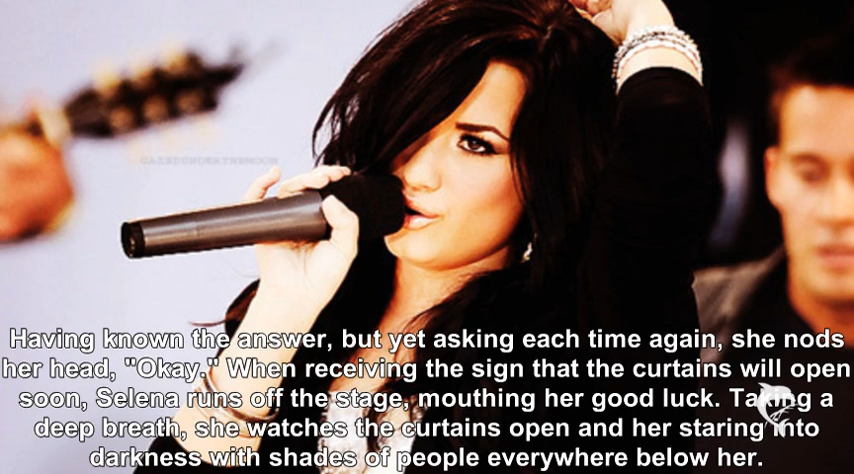 GAZEDUNDERTHEMOON
Having known the answer, but yet asking each time again, she nods
her head, "Okay." When receiving the sign that the curtains will open
soon, Selena runs off the stage, mouthing her good luck. Taking a
deep breath, she watches the curtains open and her staring into
darkness with shades of people everywhere below her.